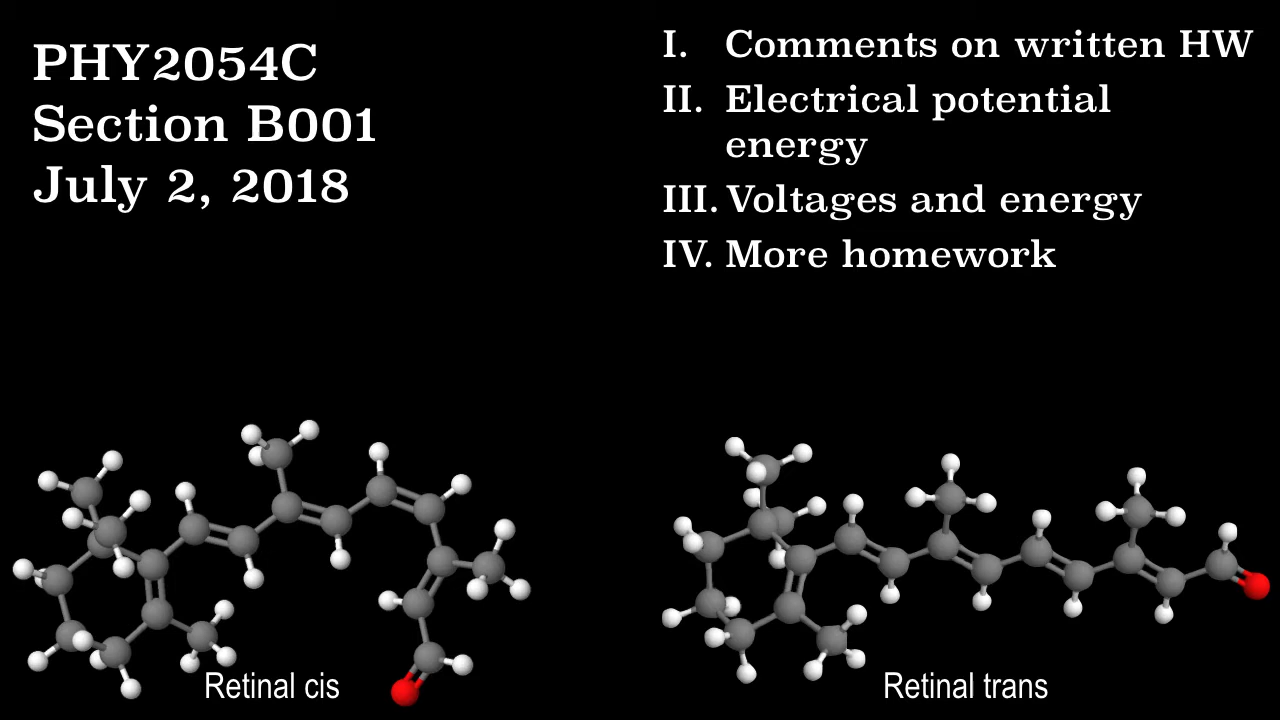 PHY2054C
Section B001
July 2, 2018
I. Comments on written HW
II. Electrical potential
energy
III. Voltages and energy
IV. More homework
Retinal cis
Retinal trans